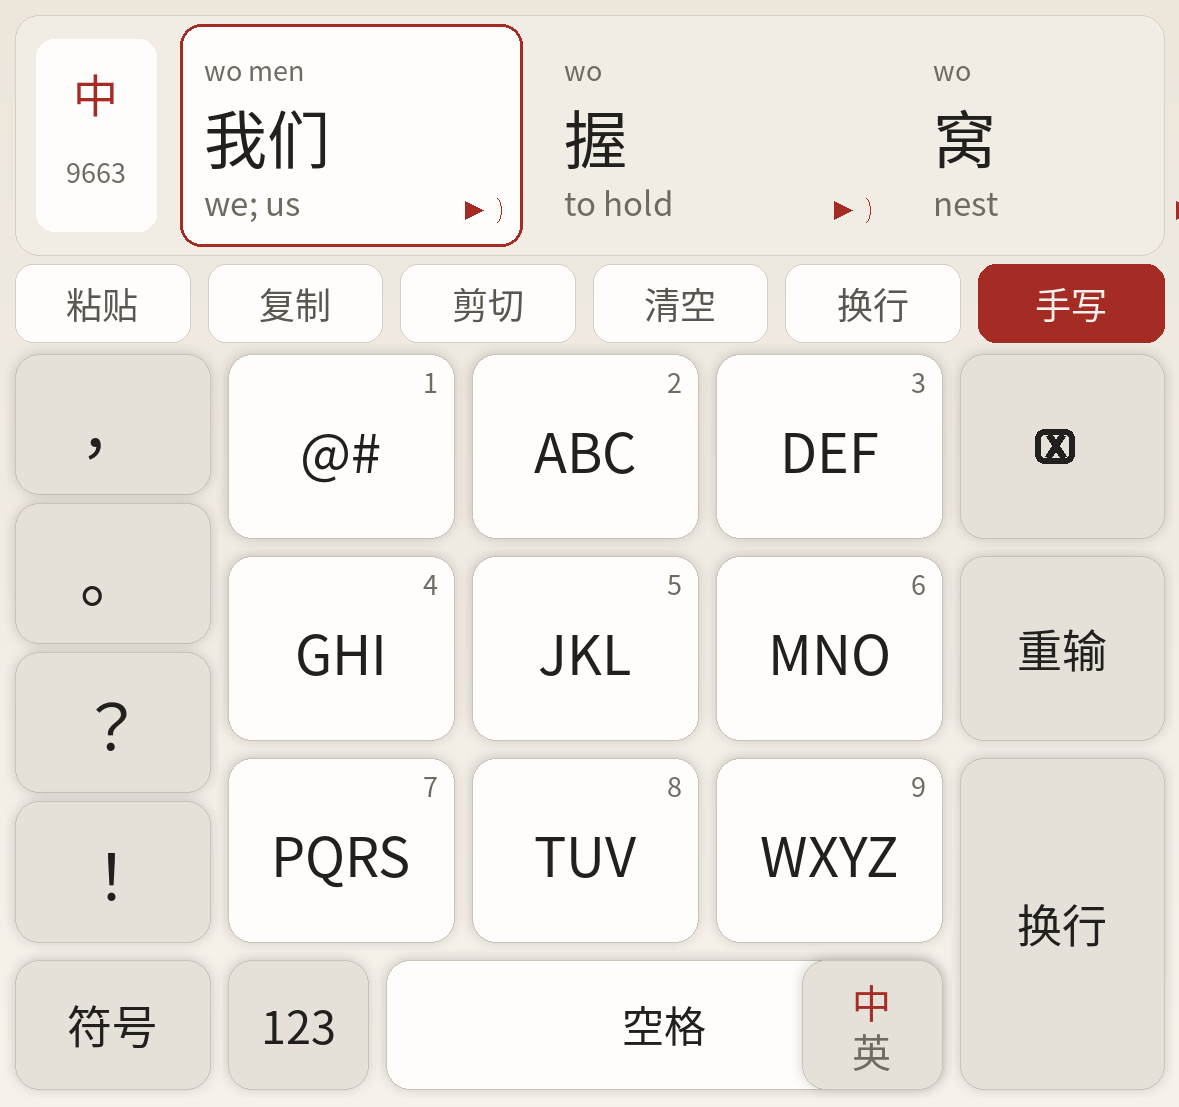 中
9663
wo men
我们
we; us
wo
握
to hold
wo
窝
nest
粘贴
复制
剪切
清空
换行
手写
，
。
？
！
1
@#
2
ABC
3
DEF
X
4
GHI
5
JKL
6
MNO
重输
7
PQRS
8
TUV
9
WXYZ
换行
符号
123
空格
中
英